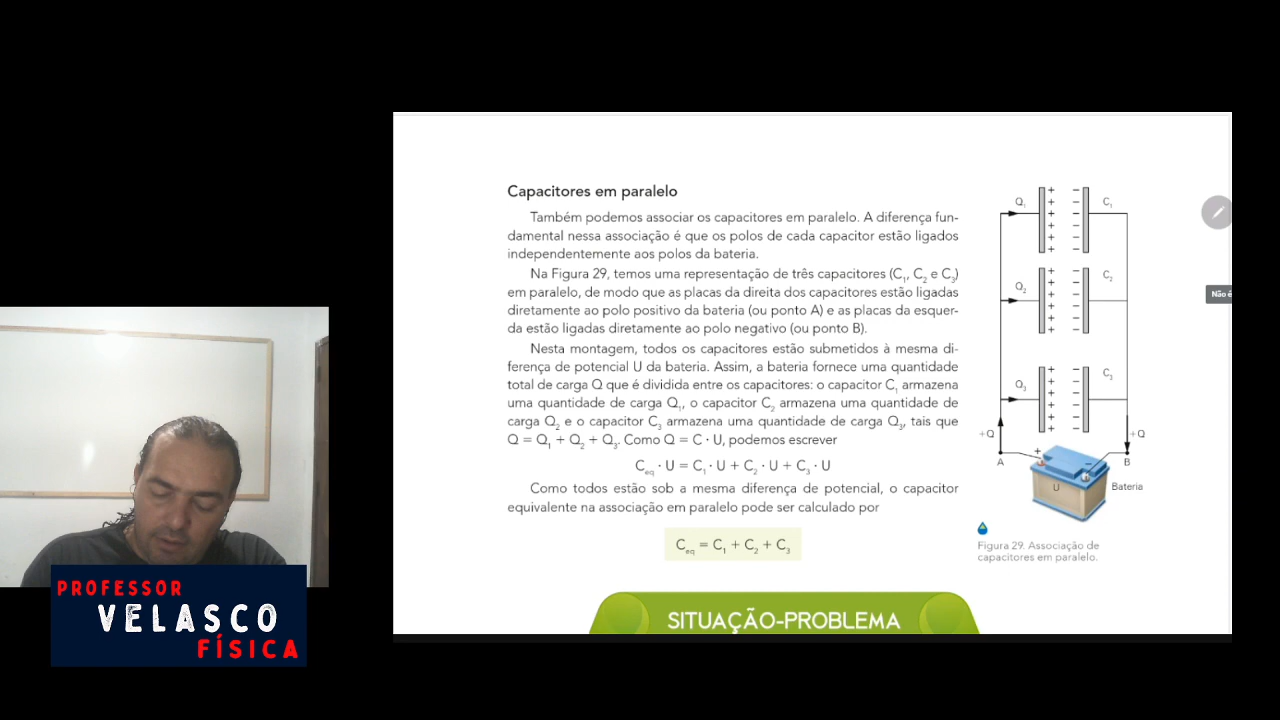 Capacitores em paralelo
Também podemos associar os capacitores em paralelo. A diferença fun-
damental nessa associação é que os polos de cada capacitor estão ligados
independentemente aos polos da bateria.
Na Figura 29, temos uma representação de três capacitores (C₁, C₂ e C₃)
em paralelo, de modo que as placas da direita dos capacitores estão ligadas
diretamente ao polo positivo da bateria (ou ponto A) e as placas da esquer-
da estão ligadas diretamente ao polo negativo (ou ponto B).
Nesta montagem, todos os capacitores estão submetidos à mesma di-
ferença de potencial U da bateria. Assim, a bateria fornece uma quantidade
total de carga Q que é dividida entre os capacitores: o capacitor C₁ armazena
uma quantidade de carga Q₁, o capacitor C₂ armazena uma quantidade de
carga Q₂ e o capacitor C₃ armazena uma quantidade de carga Q₃, tais que
Q = Q₁ + Q₂ + Q₃. Como Q = C · U, podemos escrever
Ceq · U = C₁ · U + C₂ · U + C₃ · U
Como todos estão sob a mesma diferença de potencial, o capacitor
equivalente na associação em paralelo pode ser calculado por
Ceq = C₁ + C₂ + C₃
SITUAÇÃO-PROBLEMA
Q₁ + − C₁
Q₂ + − C₂
Q₃ + − C₃
+Q +Q
A + − B
U Bateria
Figura 29. Associação de
capacitores em paralelo.
Não é
PROFESSOR
VELASCO
FÍSICA